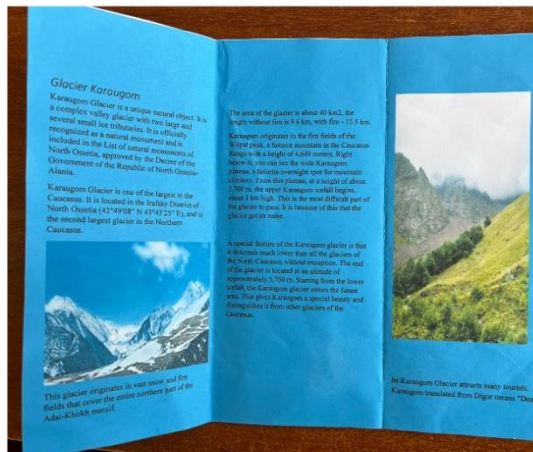 Glacier Karaugom
Karaugom Glacier is a unique natural object. It is
a complex valley glacier with two large and
several small ice tributaries. It is officially
recognized as a natural monument and is
included in the List of natural monuments of
North Ossetia, approved by the Decree of the
Government of the Republic of North Ossetia-
Alania.
Karaugom Glacier is one of the largest in the
Caucasus. It is located in the Irafsky District of
North Ossetia (42°49'08" N 43°43'25" E), and is
the second largest glacier in the Northern
Caucasus.
This glacier originates in vast snow and firn
fields that cover the entire northern part of the
Adai-Khokh massif.
The area of the glacier is about 40 km2, the
length without firn is 9.6 km, with firn - 15.5 km.
Karaugom originates in the firn fields of the
Wilpat peak, a famous mountain in the Caucasus
Range with a height of 4,649 meters. Right
below it, you can see the wide Karaugom
plateau, a favorite overnight spot for mountain
climbers. From this plateau, at a height of about
3,700 m, the upper Karaugom icefall begins,
about 1 km high. This is the most difficult part of
the glacier to pass. It is because of this that the
glacier got its name.
A special feature of the Karaugom glacier is that
it descends much lower than all the glaciers of
the North Caucasus without exception. The end
of the glacier is located at an altitude of
approximately 1,750 m. Starting from the lower
icefall, the Karaugom glacier enters the forest
area. This gives Karaugom a special beauty and
distinguishes it from other glaciers of the
Caucasus.
he Karaugom Glacier attracts many tourists.
Karaugom translated from Digor means "Dea